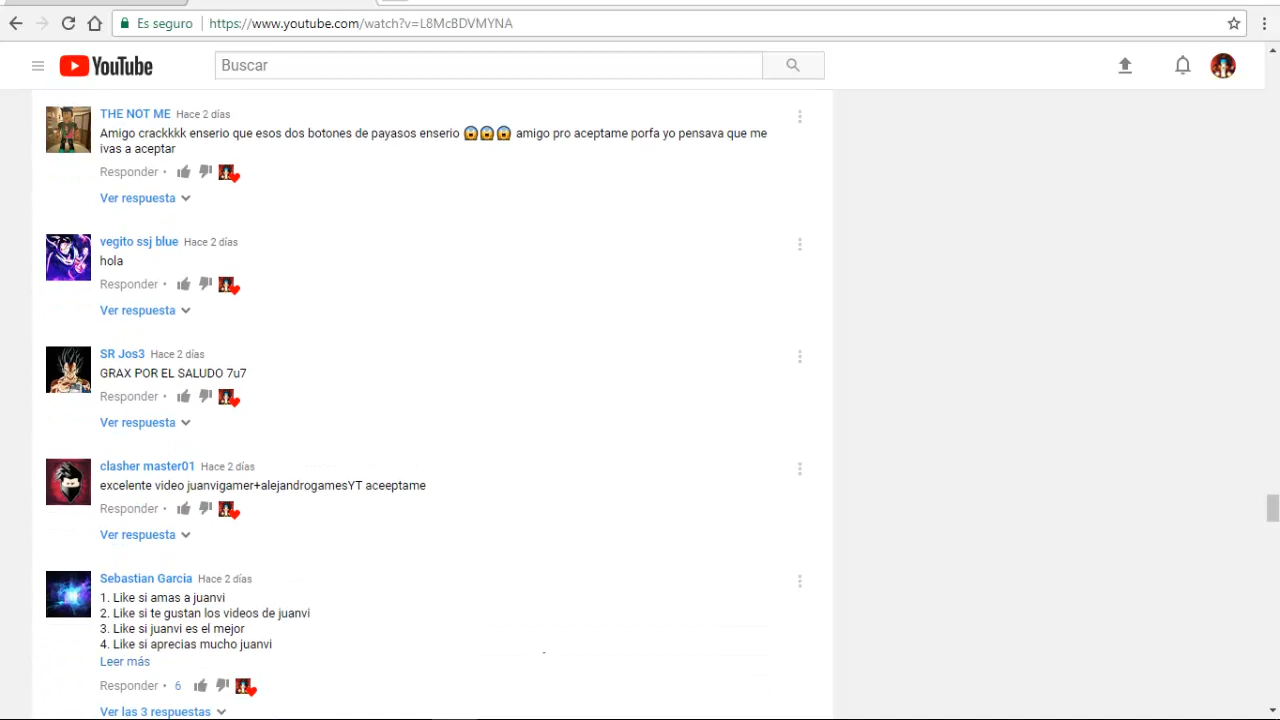 Es seguro https://www.youtube.com/watch?v=L8McBDVMYNA
YouTube Buscar
THE NOT ME Hace 2 días
Amigo crackkkk enserio que esos dos botones de payasos enserio 😱😱😱 amigo pro aceptame porfa yo pensava que me
ivas a aceptar
Responder •
Ver respuesta
vegito ssj blue Hace 2 días
hola
Responder •
Ver respuesta
SR Jos3 Hace 2 días
GRAX POR EL SALUDO 7u7
Responder •
Ver respuesta
clasher master01 Hace 2 días
excelente video juanvigamer+alejandrogamesYT aceeptame
Responder •
Ver respuesta
Sebastian Garcia Hace 2 días
1. Like si amas a juanvi
2. Like si te gustan los videos de juanvi
3. Like si juanvi es el mejor
4. Like si aprecias mucho juanvi
Leer más
Responder • 6
Ver las 3 respuestas